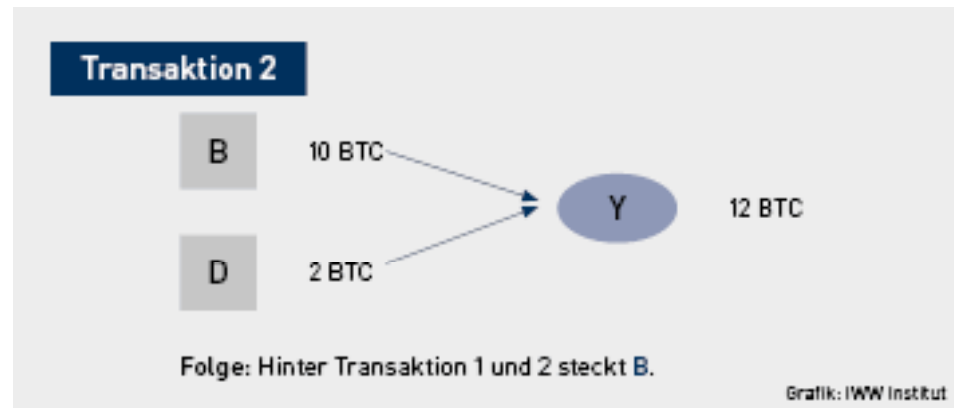 Transaktion 2
B 10 BTC
Y 12 BTC
D 2 BTC
Folge: Hinter Transaktion 1 und 2 steckt B.
Grafik: IWW Institut